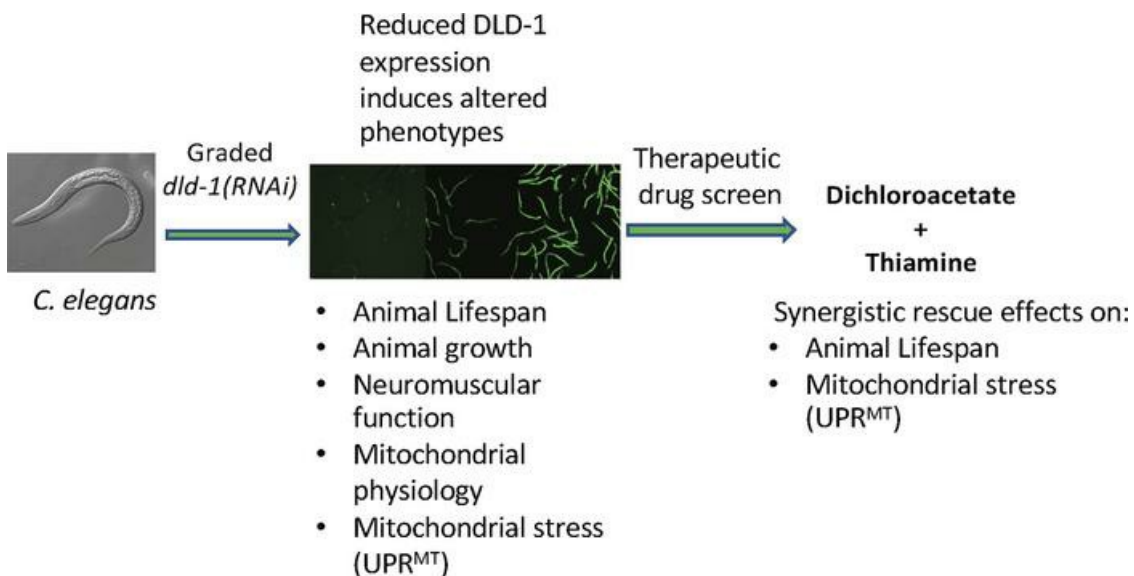 Reduced DLD-1
expression
induces altered
phenotypes
Graded
dld-1(RNAi)
Therapeutic
drug screen
C. elegans
Dichloroacetate
+
Thiamine
• Animal Lifespan
• Animal growth
• Neuromuscular
function
• Mitochondrial
physiology
• Mitochondrial stress
(UPRᴹᵀ)
Synergistic rescue effects on:
• Animal Lifespan
• Mitochondrial stress
(UPRᴹᵀ)